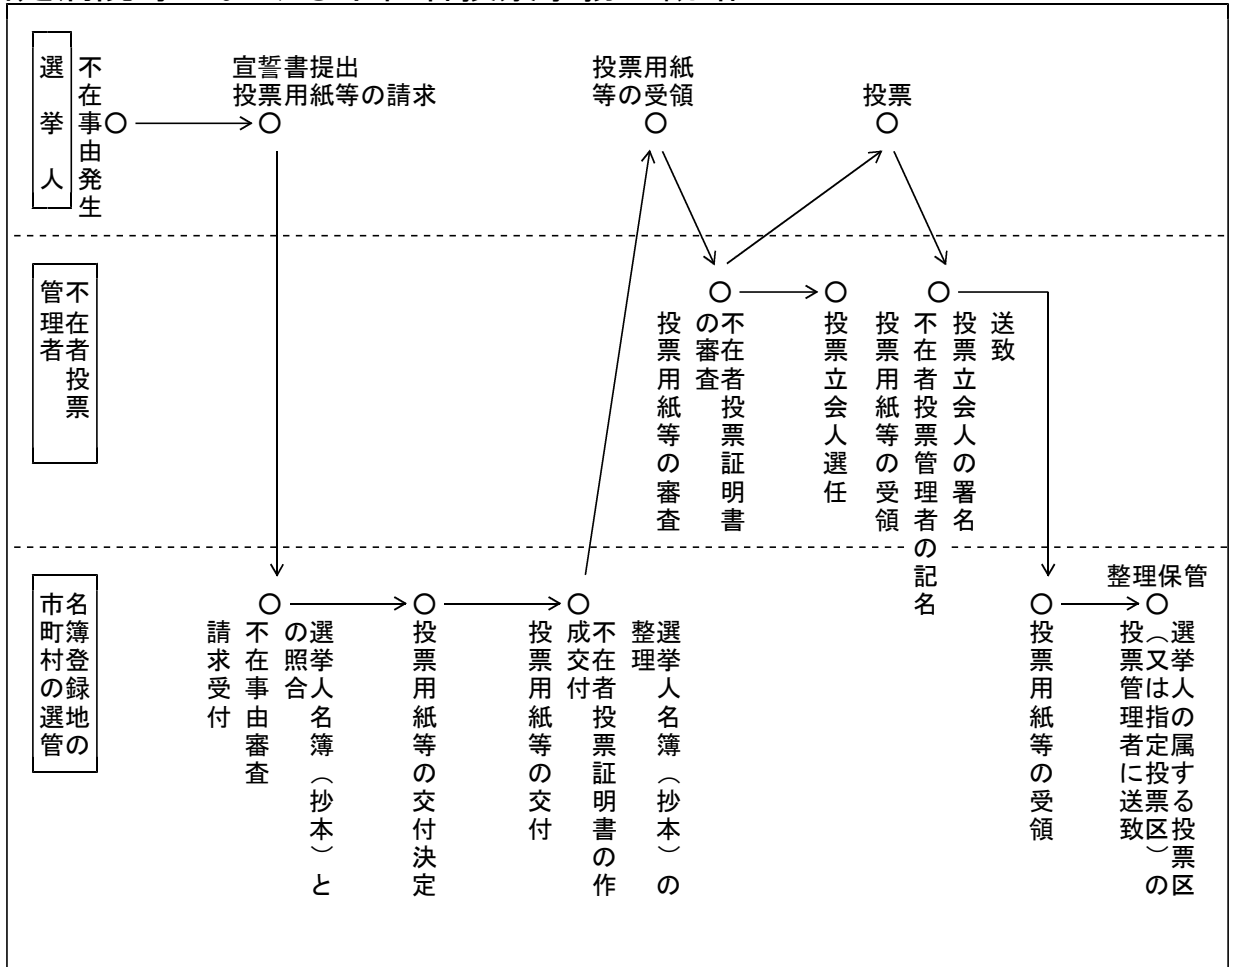 選挙人
不在事由発生
宣誓書提出
投票用紙等の請求
投票用紙
等の受領
投票
不在者投票
管理者
投票用紙等の審査
不在者投票証明書
の審査
投票立会人選任
投票用紙等の受領
不在者投票管理者の記名
投票立会人の署名
送致
名簿登録地の
市町村の選管
請求受付
不在事由審査
選挙人名簿（抄本）と
の照合
投票用紙等の交付決定
投票用紙等の交付
不在者投票証明書の作
成交付
選挙人名簿（抄本）の
整理
投票用紙等の受領
整理保管
選挙人の属する投票区
（又は指定投票区）の
投票管理者に送致